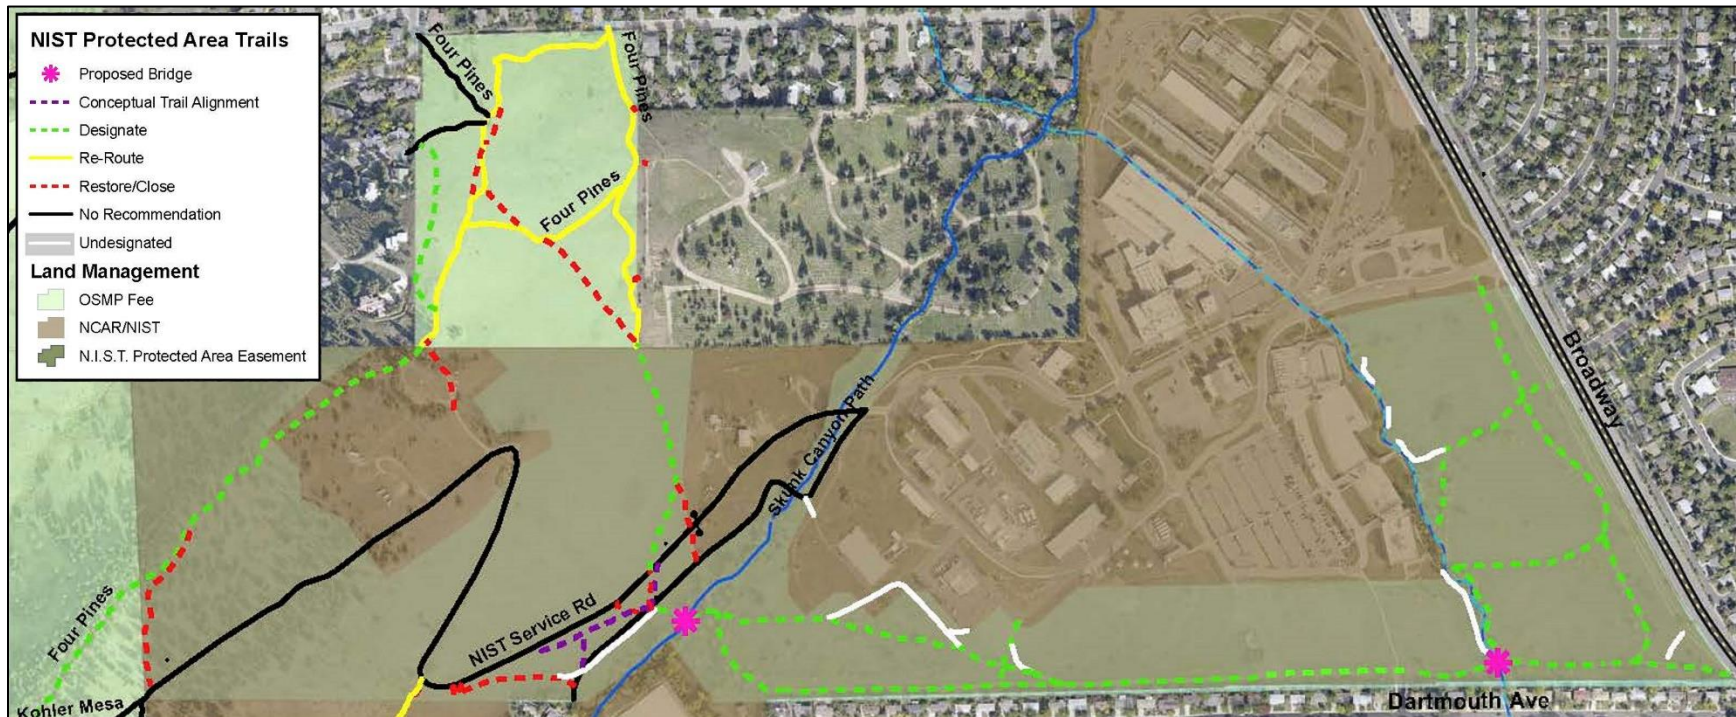 NIST Protected Area Trails
Proposed Bridge
Conceptual Trail Alignment
Designate
Re-Route
Restore/Close
No Recommendation
Undesignated
Land Management
OSMP Fee
NCAR/NIST
N.I.S.T. Protected Area Easement
Four Pines
Four Pines
Four Pines
Broadway
Skunk Canyon Path
NIST Service Rd
Four Pines
Kohler Mesa
Dartmouth Ave